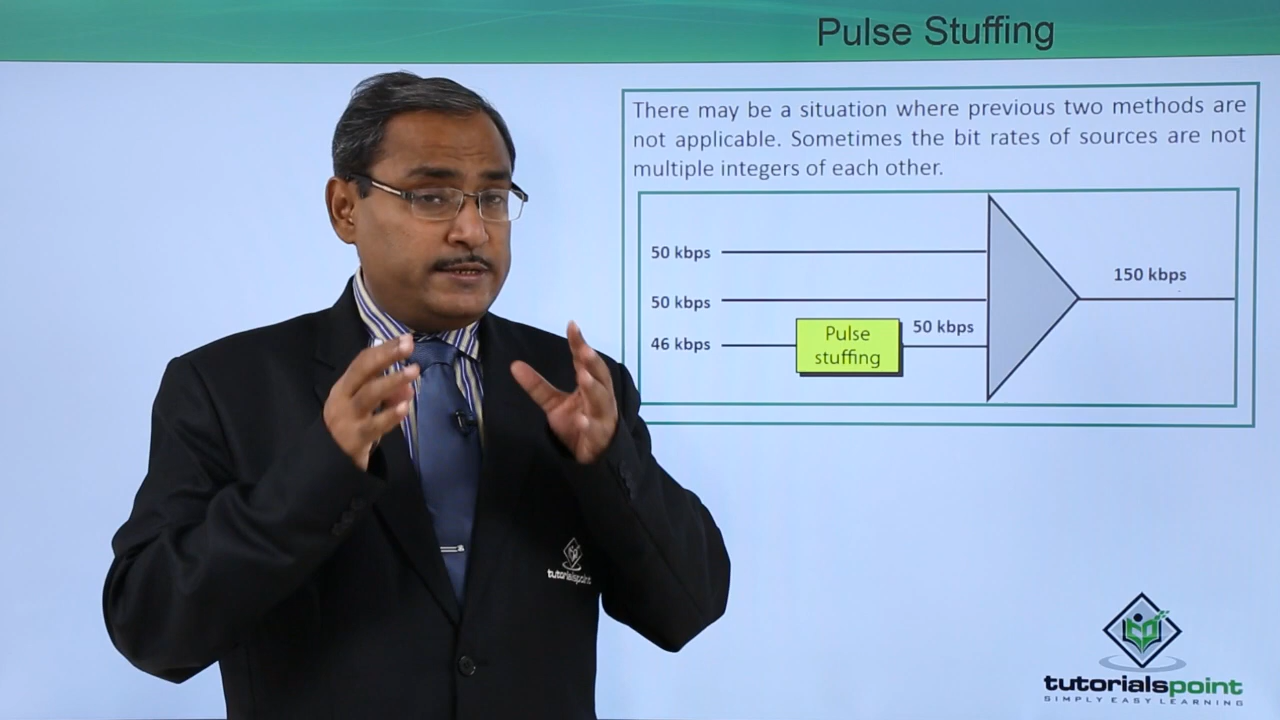 Pulse Stuffing
There may be a situation where previous two methods are
not applicable. Sometimes the bit rates of sources are not
multiple integers of each other.
50 kbps
150 kbps
50 kbps
50 kbps
46 kbps
Pulse
stuffing
tutorialspoint
tutorialspoint
SIMPLY EASY LEARNING